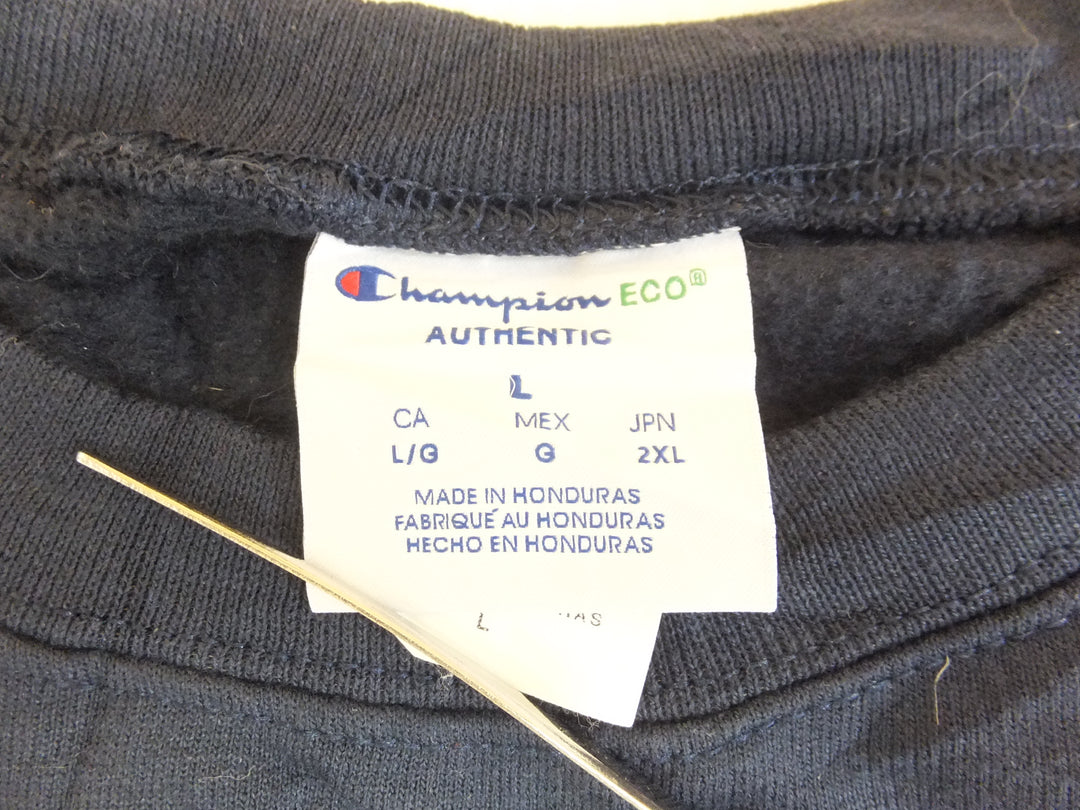 Champion ECO®
AUTHENTIC
L
CA MEX JPN
L/G G 2XL
MADE IN HONDURAS
FABRIQUÉ AU HONDURAS
HECHO EN HONDURAS
L